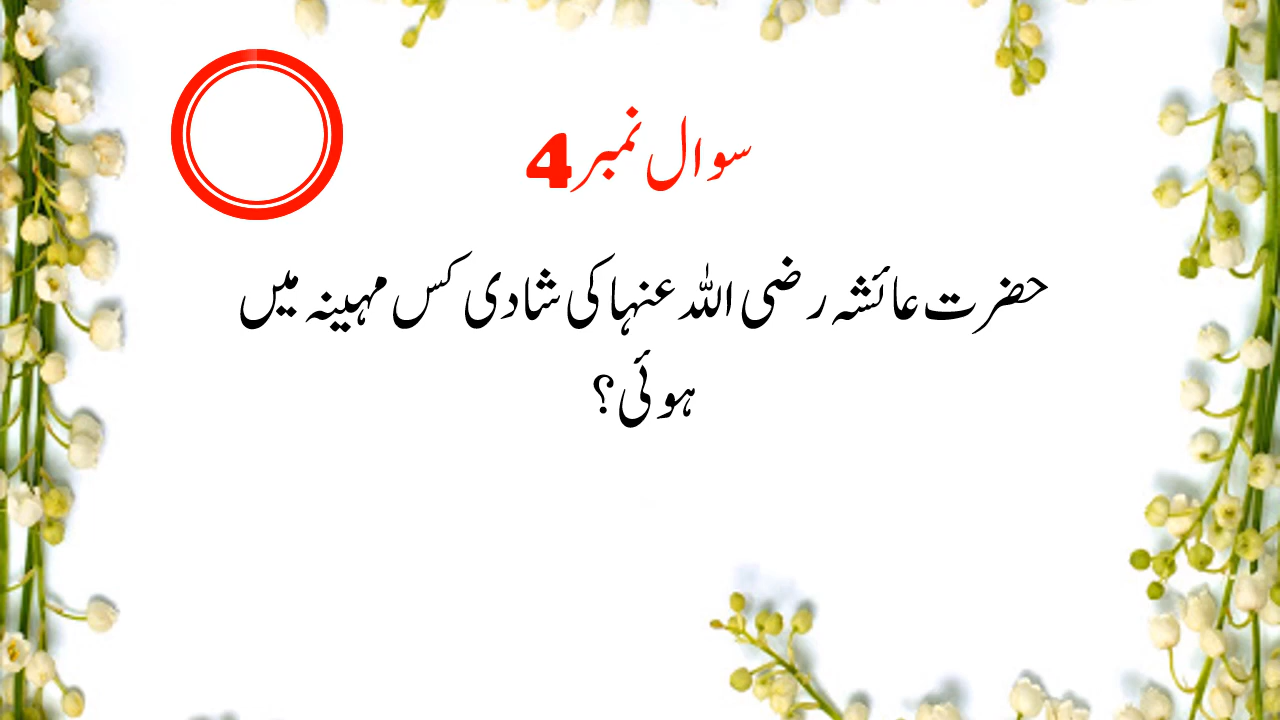 سوال نمبر4
حضرت عائشہ رضی اللہ عنہا کی شادی کس مہینہ میں
ہوئی؟